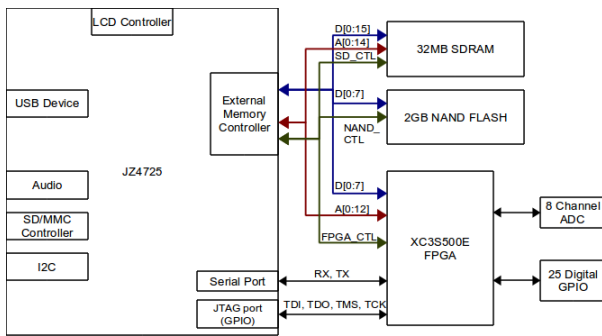 LCD Controller
D[0:15]
A[0:14]
SD_CTL
32MB SDRAM
USB Device
External
Memory
Controller
D[0:7]
2GB NAND FLASH
NAND_
CTL
JZ4725
Audio
D[0:7]
SD/MMC
Controller
A[0:12]
8 Channel
ADC
FPGA_CTL
XC3S500E
FPGA
I2C
Serial Port
RX, TX
25 Digital
GPIO
JTAG port
(GPIO)
TDI, TDO, TMS, TCK